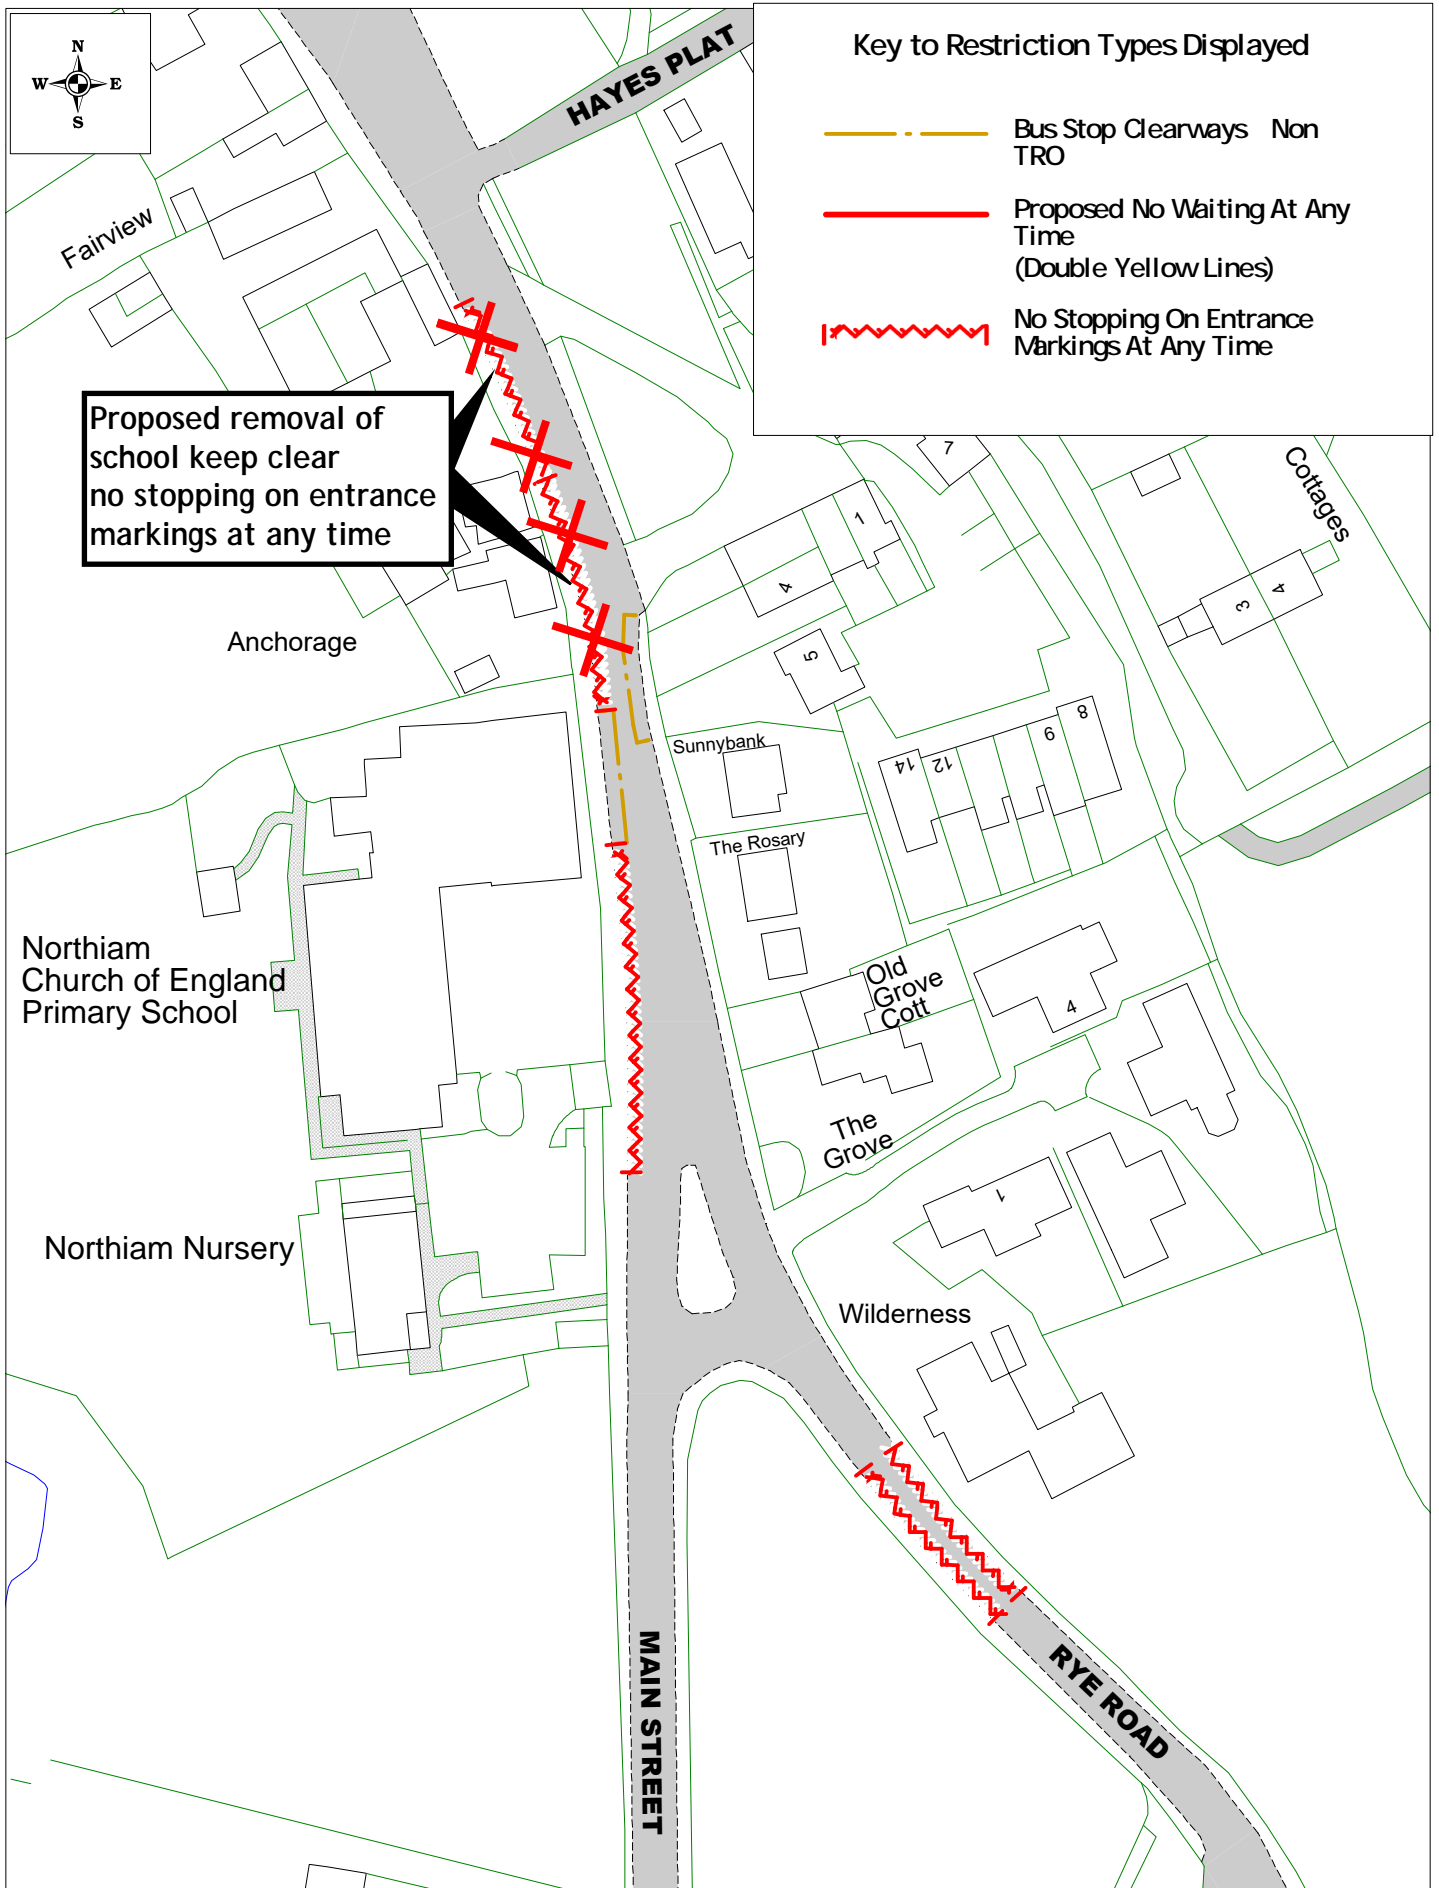 N
W E
S
HAYES PLAT
Key to Restriction Types Displayed
Bus Stop Clearways Non
TRO
Proposed No Waiting At Any
Time
(Double Yellow Lines)
No Stopping On Entrance
Markings At Any Time
Fairview
Proposed removal of
school keep clear
no stopping on entrance
markings at any time
7
Cottages
1
4
3
4
5
Anchorage
Sunnybank
14
12
9
8
The Rosary
Northiam
Church of England
Primary School
Old
Grove
Cott
4
The
Grove
1
Northiam Nursery
Wilderness
MAIN STREET
RYE ROAD